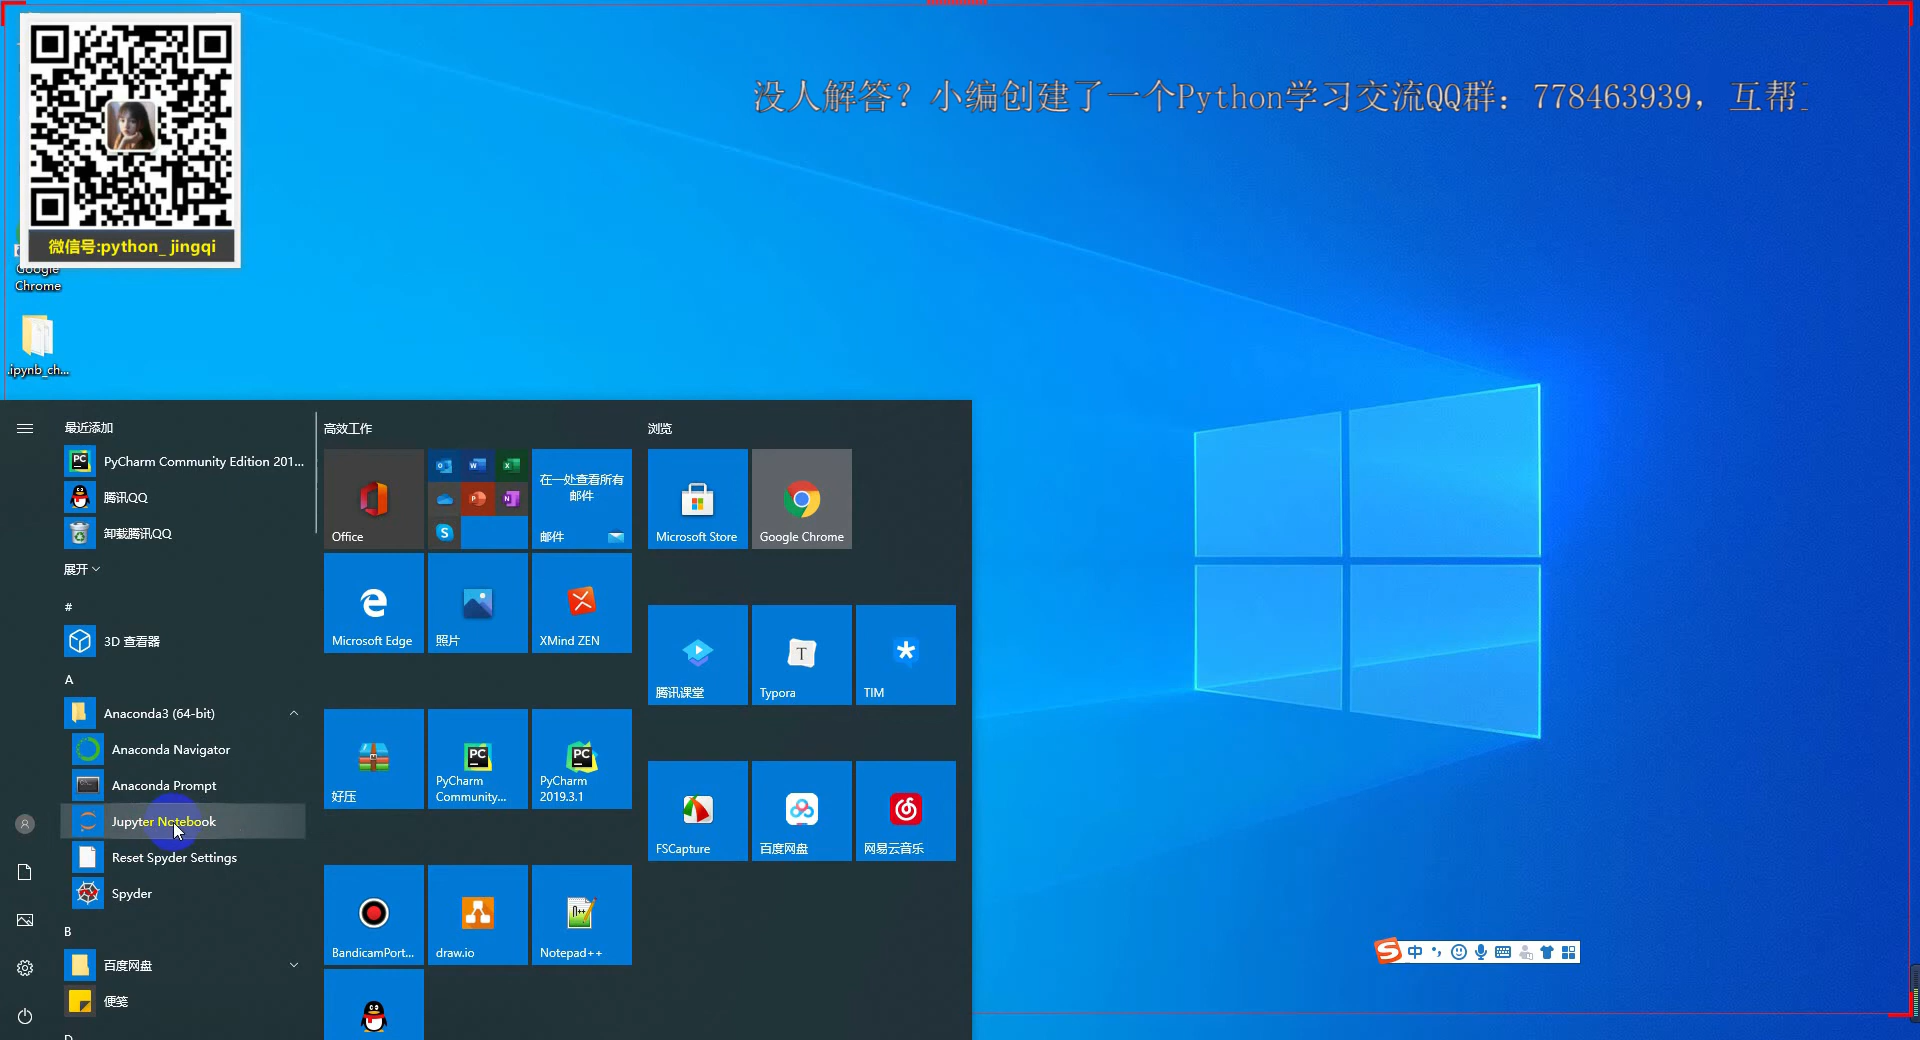 没人解答？小编创建了一个Python学习交流QQ群：778463939，互帮
微信号:python_jingqi
Google
Chrome
.ipynb_ch...
最近添加
PyCharm Community Edition 201...
腾讯QQ
卸载腾讯QQ
展开
#
3D 查看器
A
Anaconda3 (64-bit)
Anaconda Navigator
Anaconda Prompt
Jupyter Notebook
Reset Spyder Settings
Spyder
B
百度网盘
便笺
高效工作
Office
在一处查看所有
邮件
邮件
Microsoft Edge
照片
XMind ZEN
好压
PyCharm
Community...
PyCharm
2019.3.1
BandicamPort...
draw.io
Notepad++
浏览
Microsoft Store
Google Chrome
腾讯课堂
Typora
TIM
FSCapture
百度网盘
网易云音乐
中